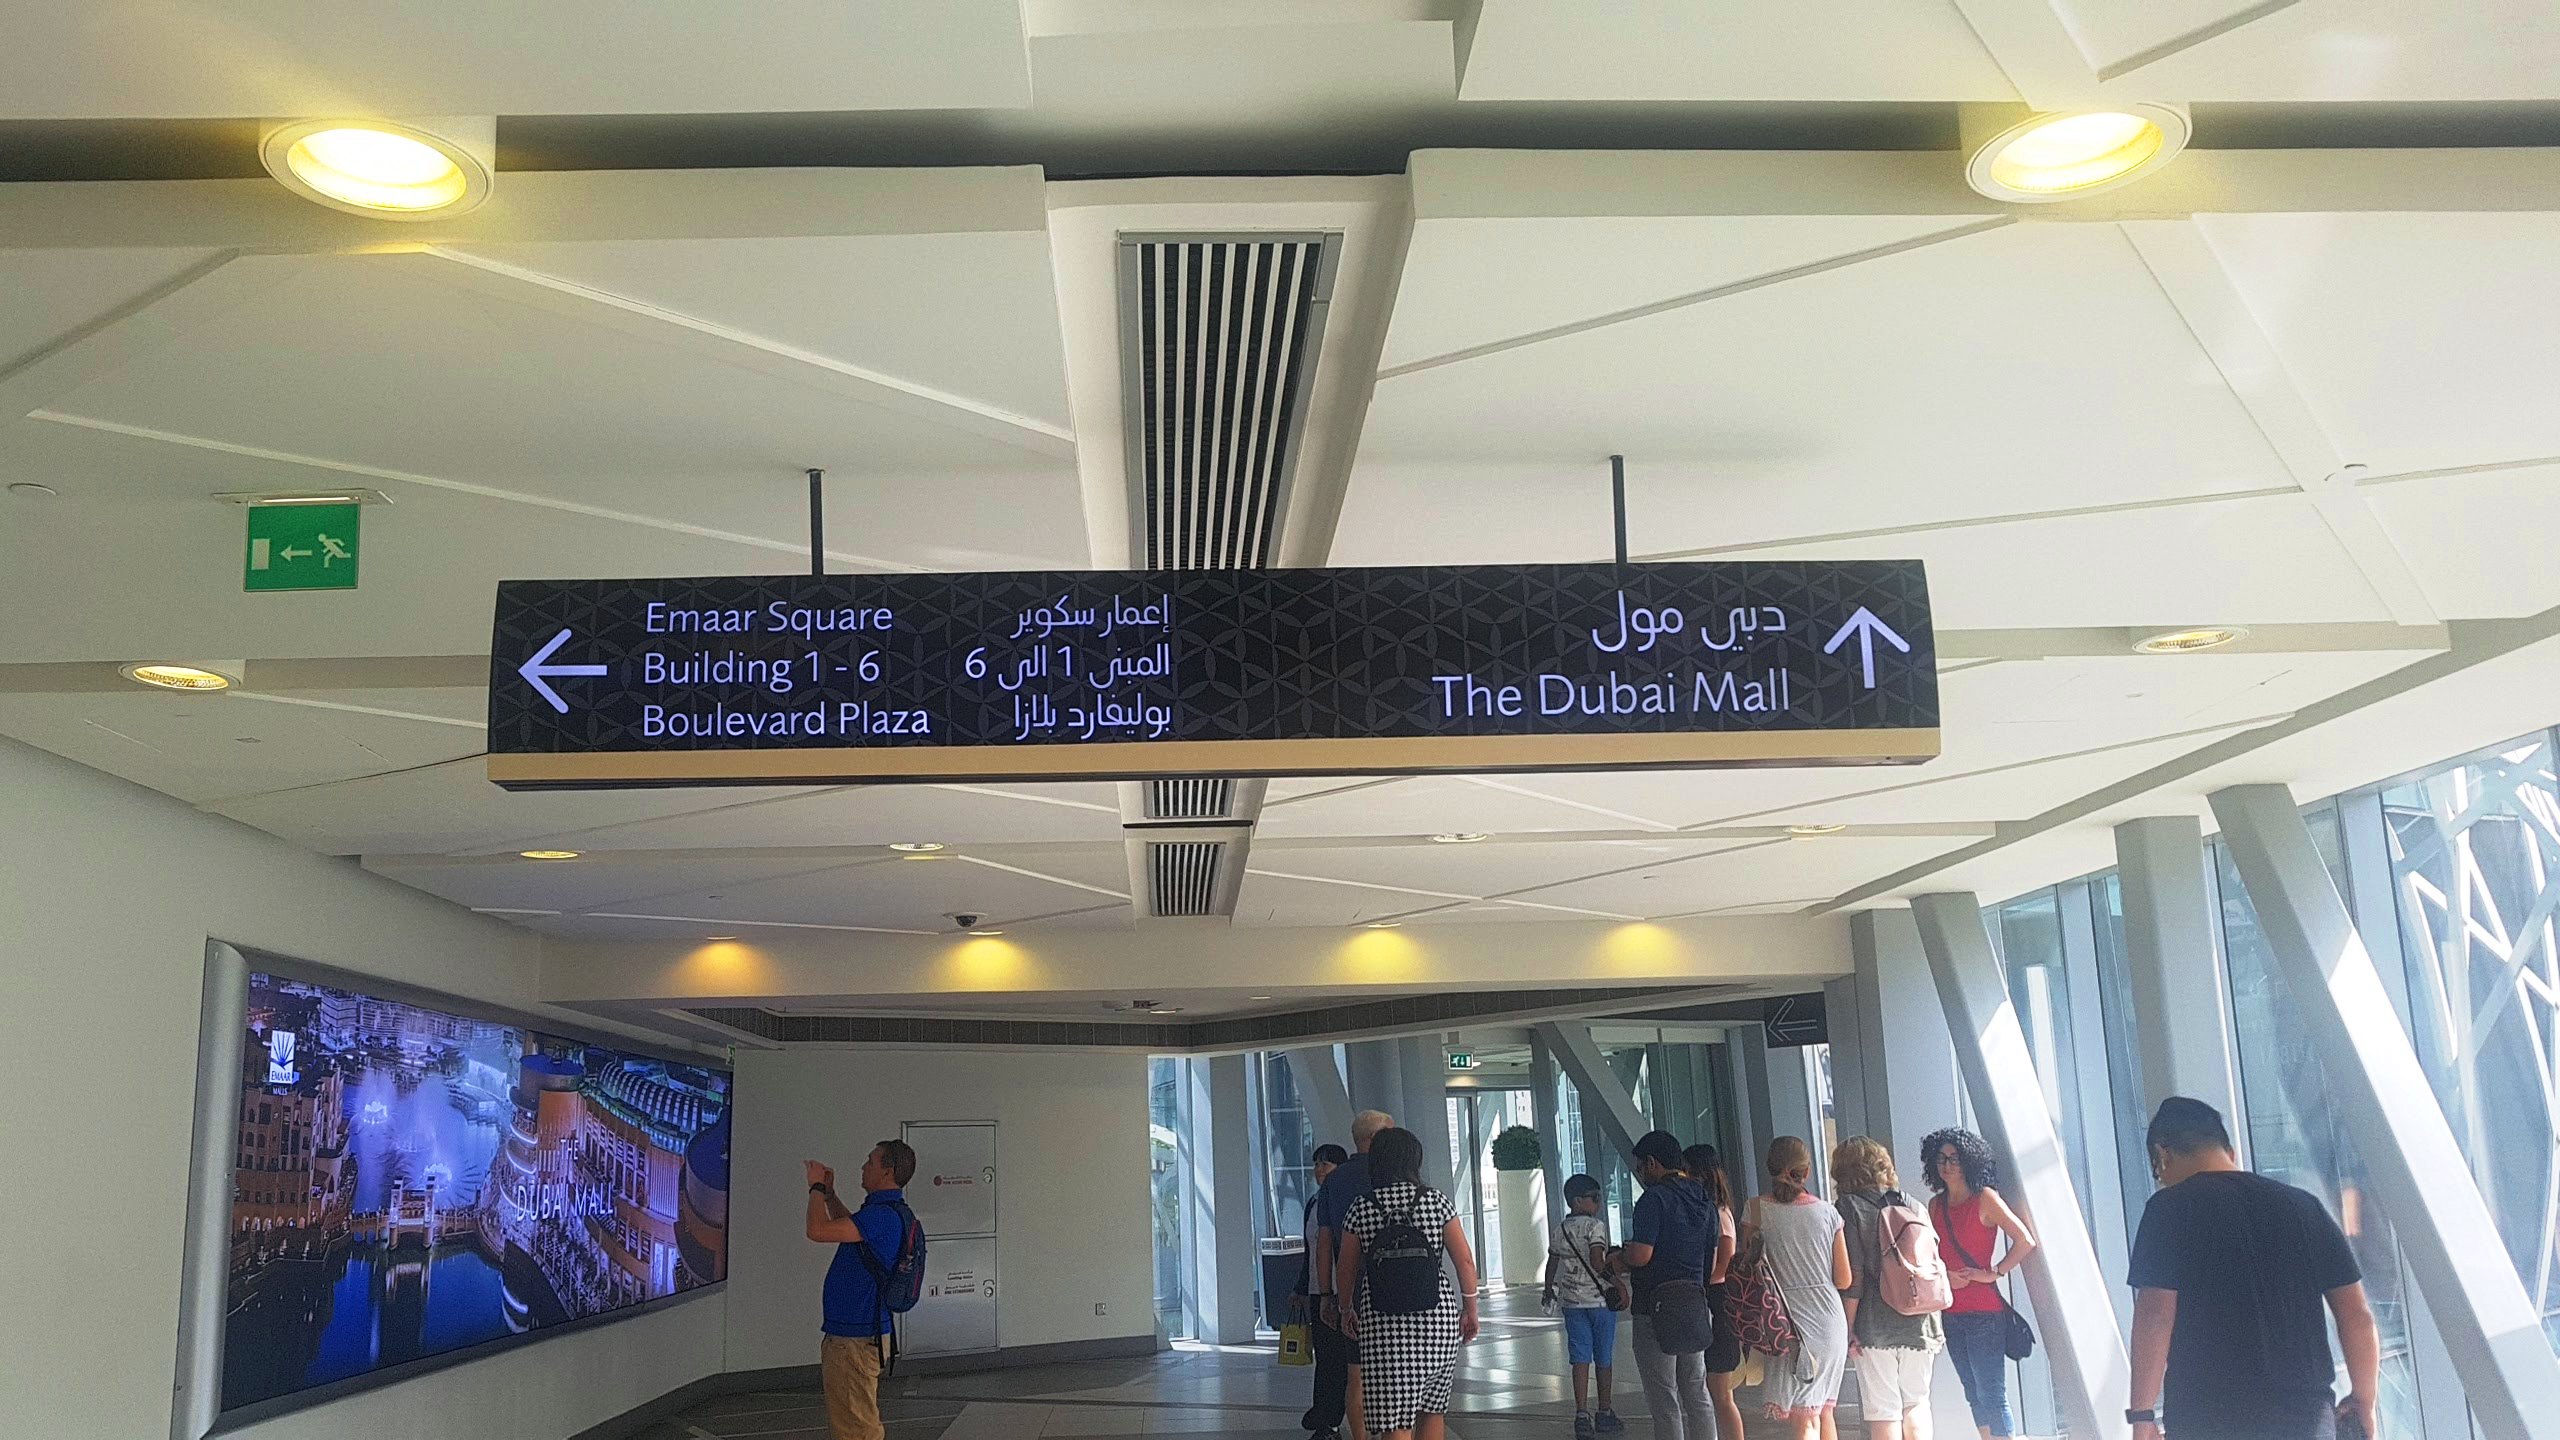 Emaar Square
Building 1 - 6
Boulevard Plaza
إعمار سكوير
المبنى 1 الى 6
بوليفارد بلازا
دبي مول
The Dubai Mall
EMAAR
MALLS
THE
DUBAI MALL